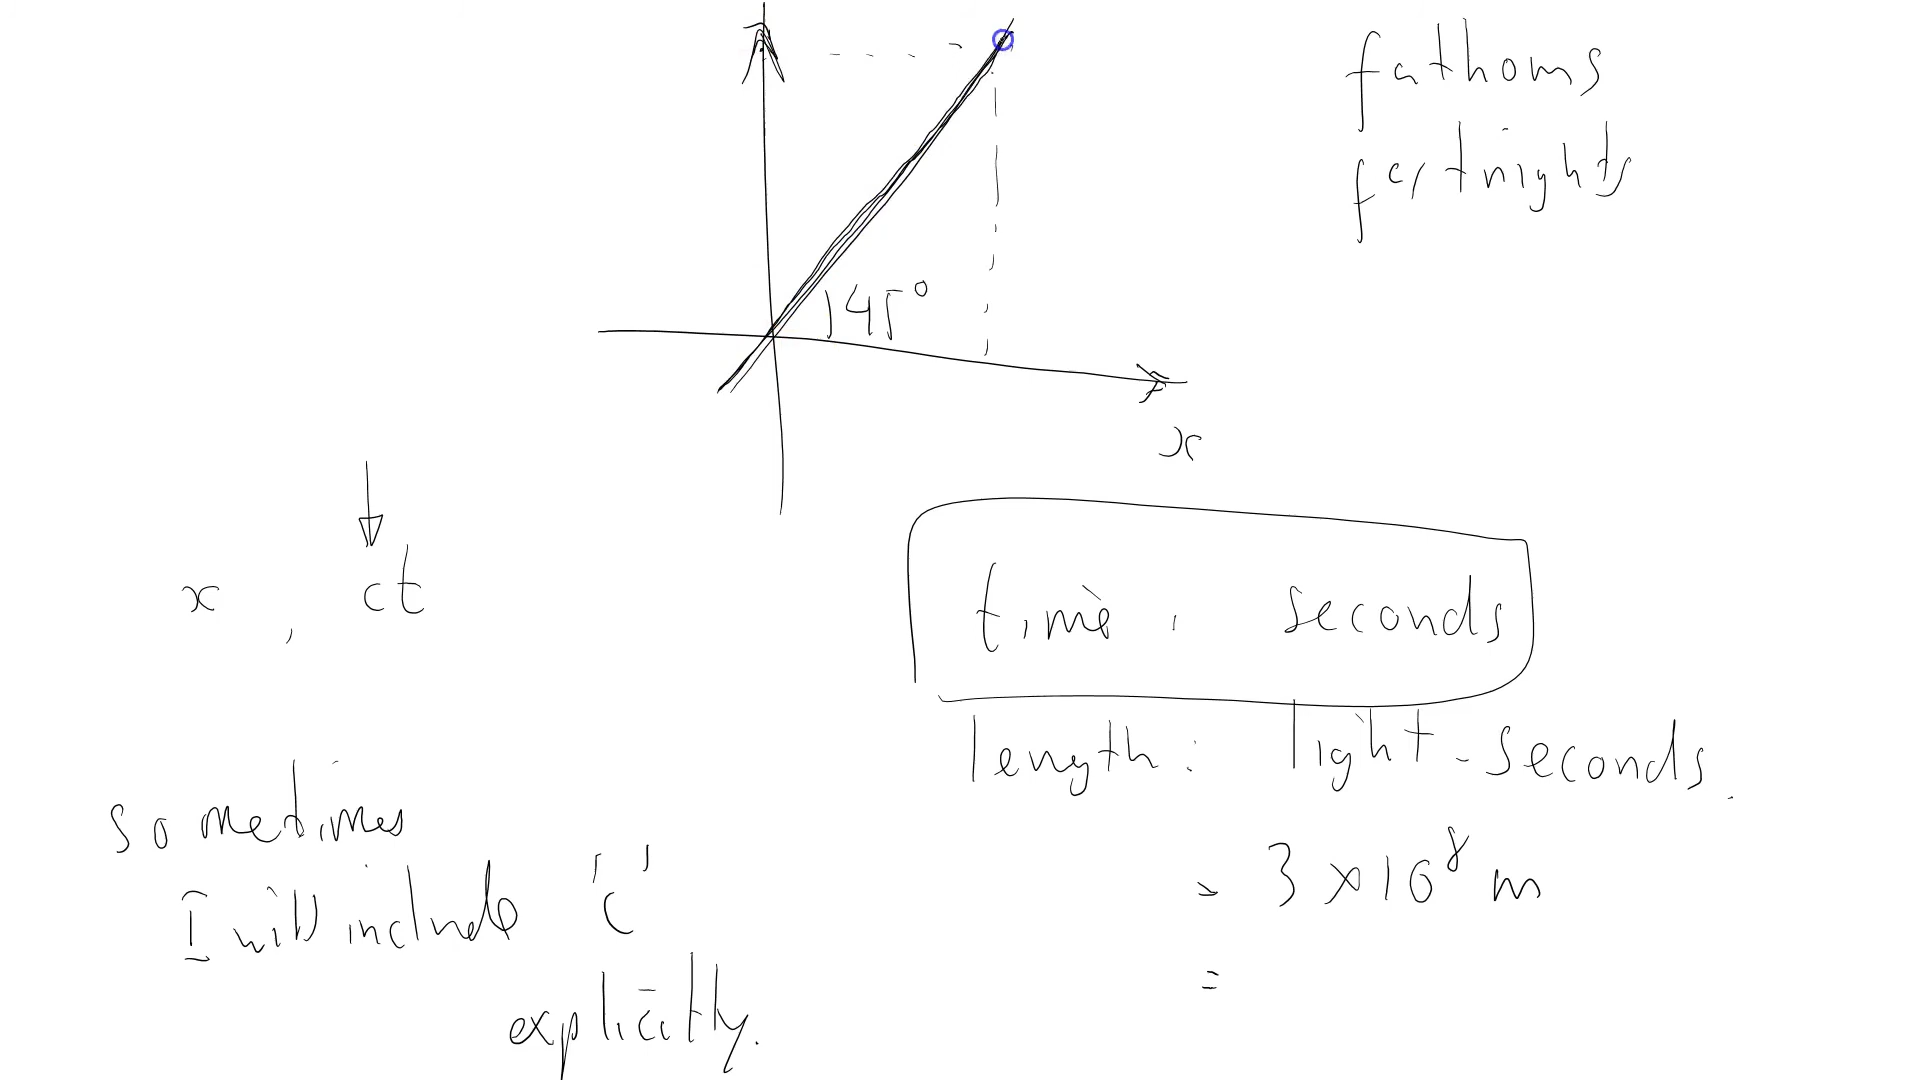 fathoms
fortnights
45°
x
x , ct
time : seconds
length : light-seconds.
= 3 × 10⁸ m
=
sometimes
I will include 'c'
explicitly.